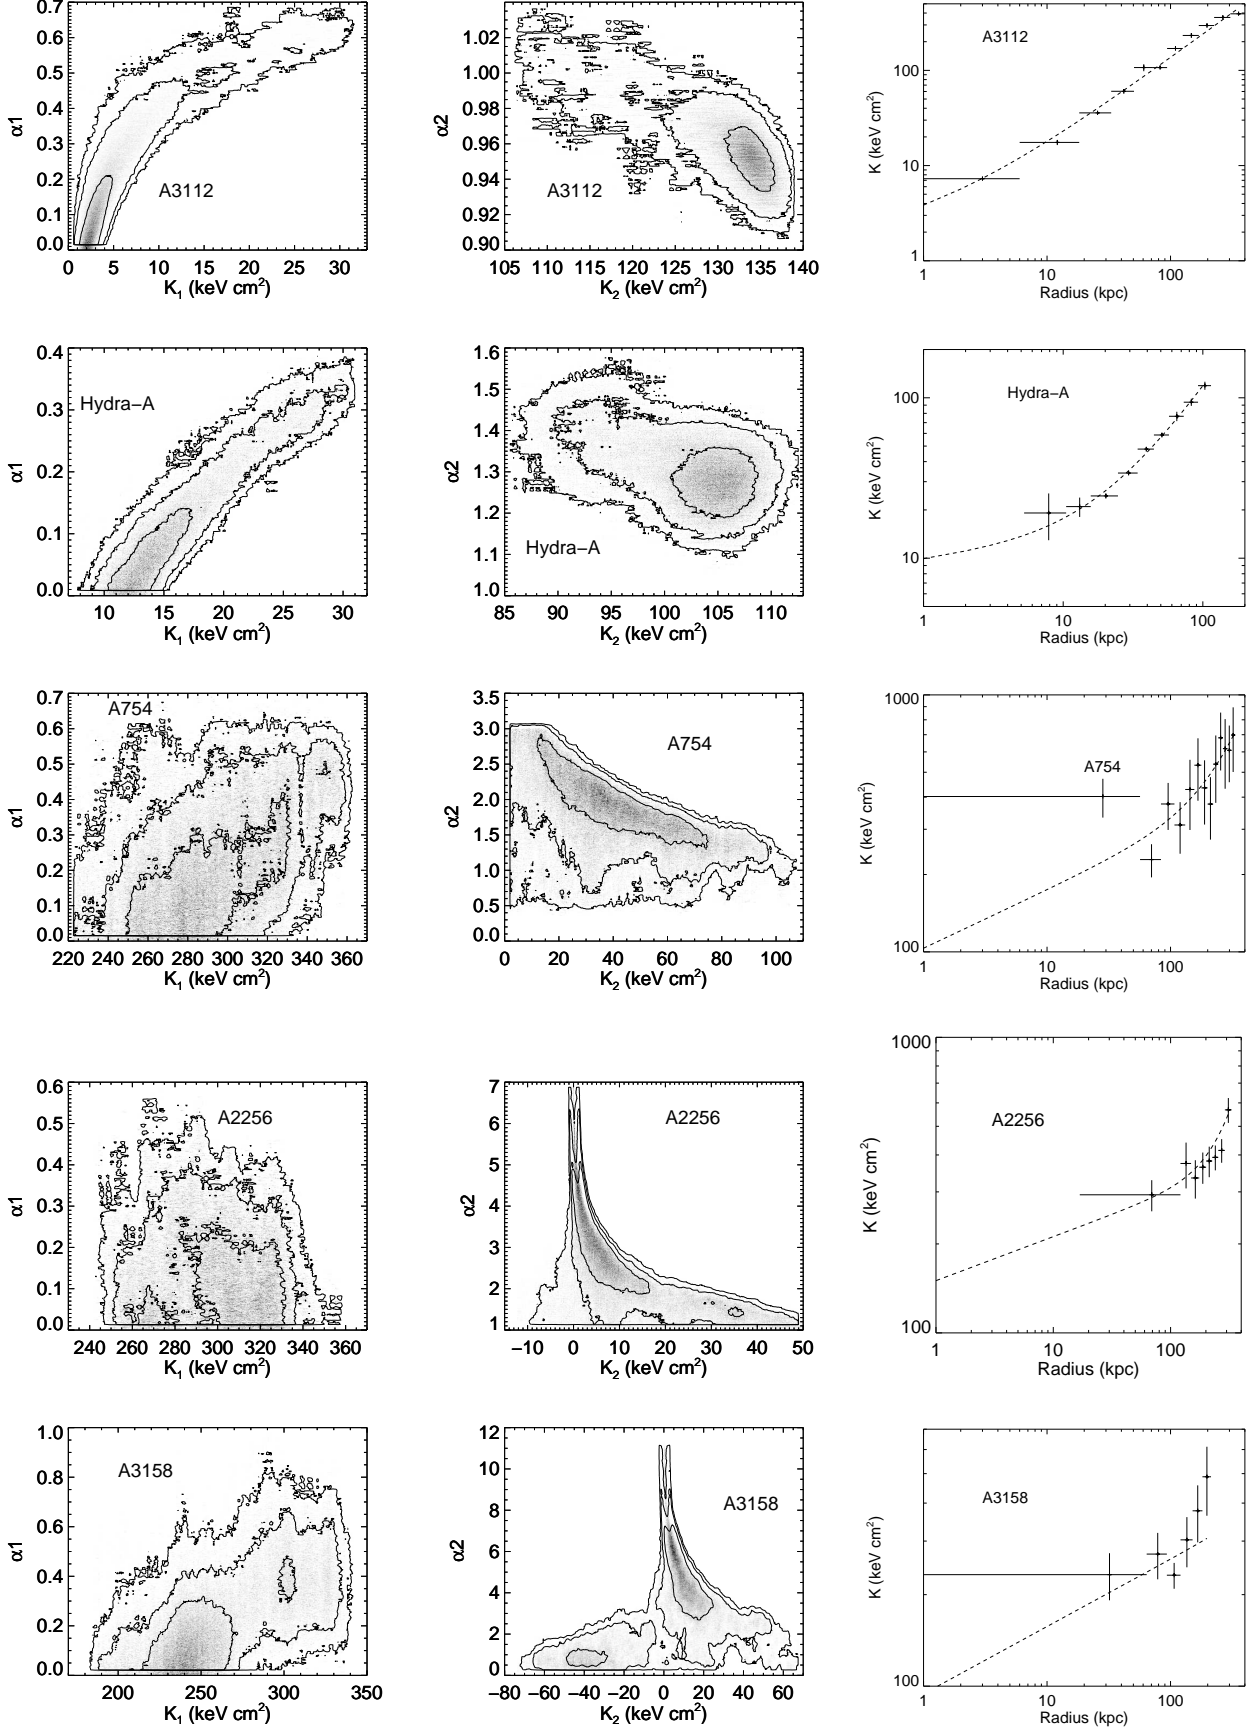 0.7
0.6
0.5
0.4
0.3
0.2
0.1
0.0
α1
A3112
0 5 10 15 20 25 30
K1 (keV cm2)
1.02
1.00
0.98
0.96
0.94
0.92
0.90
α2
A3112
105 110 115 120 125 130 135 140
K2 (keV cm2)
100
10
1
K (keV cm2)
A3112
1 10 100
Radius (kpc)
0.4
0.3
0.2
0.1
0.0
α1
Hydra−A
10 15 20 25 30
K1 (keV cm2)
1.6
1.5
1.4
1.3
1.2
1.1
1.0
α2
Hydra−A
85 90 95 100 105 110
K2 (keV cm2)
100
10
K (keV cm2)
Hydra−A
1 10 100
Radius (kpc)
0.7
0.6
0.5
0.4
0.3
0.2
0.1
0.0
α1
A754
220 240 260 280 300 320 340 360
K1 (keV cm2)
3.5
3.0
2.5
2.0
1.5
1.0
0.5
0.0
α2
A754
0 20 40 60 80 100
K2 (keV cm2)
1000
100
K (keV cm2)
A754
1 10 100
Radius (kpc)
0.6
0.5
0.4
0.3
0.2
0.1
0.0
α1
A2256
240 260 280 300 320 340 360
K1 (keV cm2)
7
6
5
4
3
2
1
α2
A2256
−10 0 10 20 30 40 50
K2 (keV cm2)
1000
100
K (keV cm2)
A2256
1 10 100
Radius (kpc)
1.0
0.8
0.6
0.4
0.2
0.0
α1
A3158
200 250 300 350
K1 (keV cm2)
12
10
8
6
4
2
0
α2
A3158
−80 −60 −40 −20 0 20 40 60
K2 (keV cm2)
100
K (keV cm2)
A3158
1 10 100
Radius (kpc)